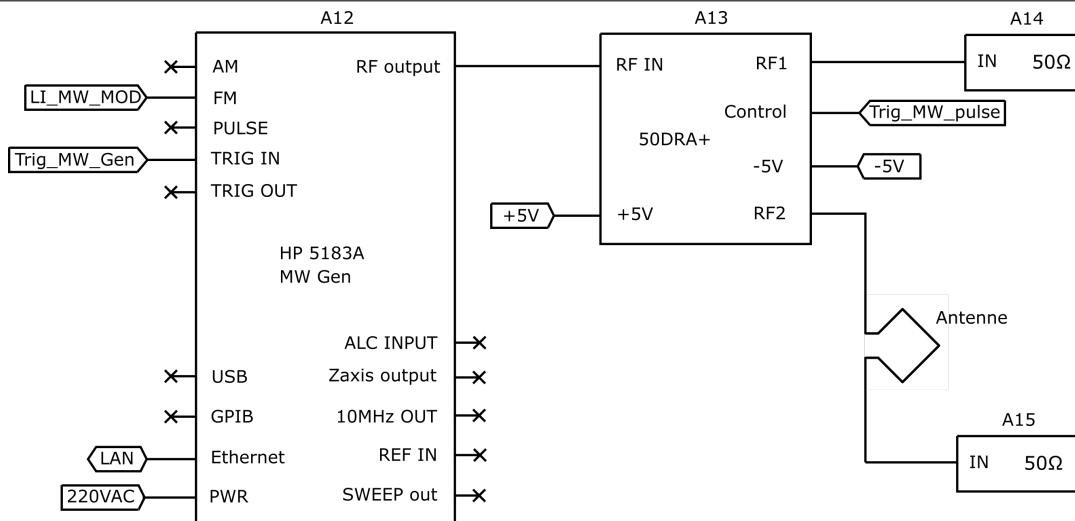 A12
A13
A14
AM
RF output
RF IN
RF1
IN
50Ω
LI_MW_MOD
FM
Control
Trig_MW_pulse
PULSE
50DRA+
Trig_MW_Gen
TRIG IN
-5V
-5V
TRIG OUT
+5V
+5V
RF2
HP 5183A
MW Gen
Antenne
ALC INPUT
USB
Zaxis output
GPIB
10MHz OUT
A15
LAN
Ethernet
REF IN
IN
50Ω
220VAC
PWR
SWEEP out